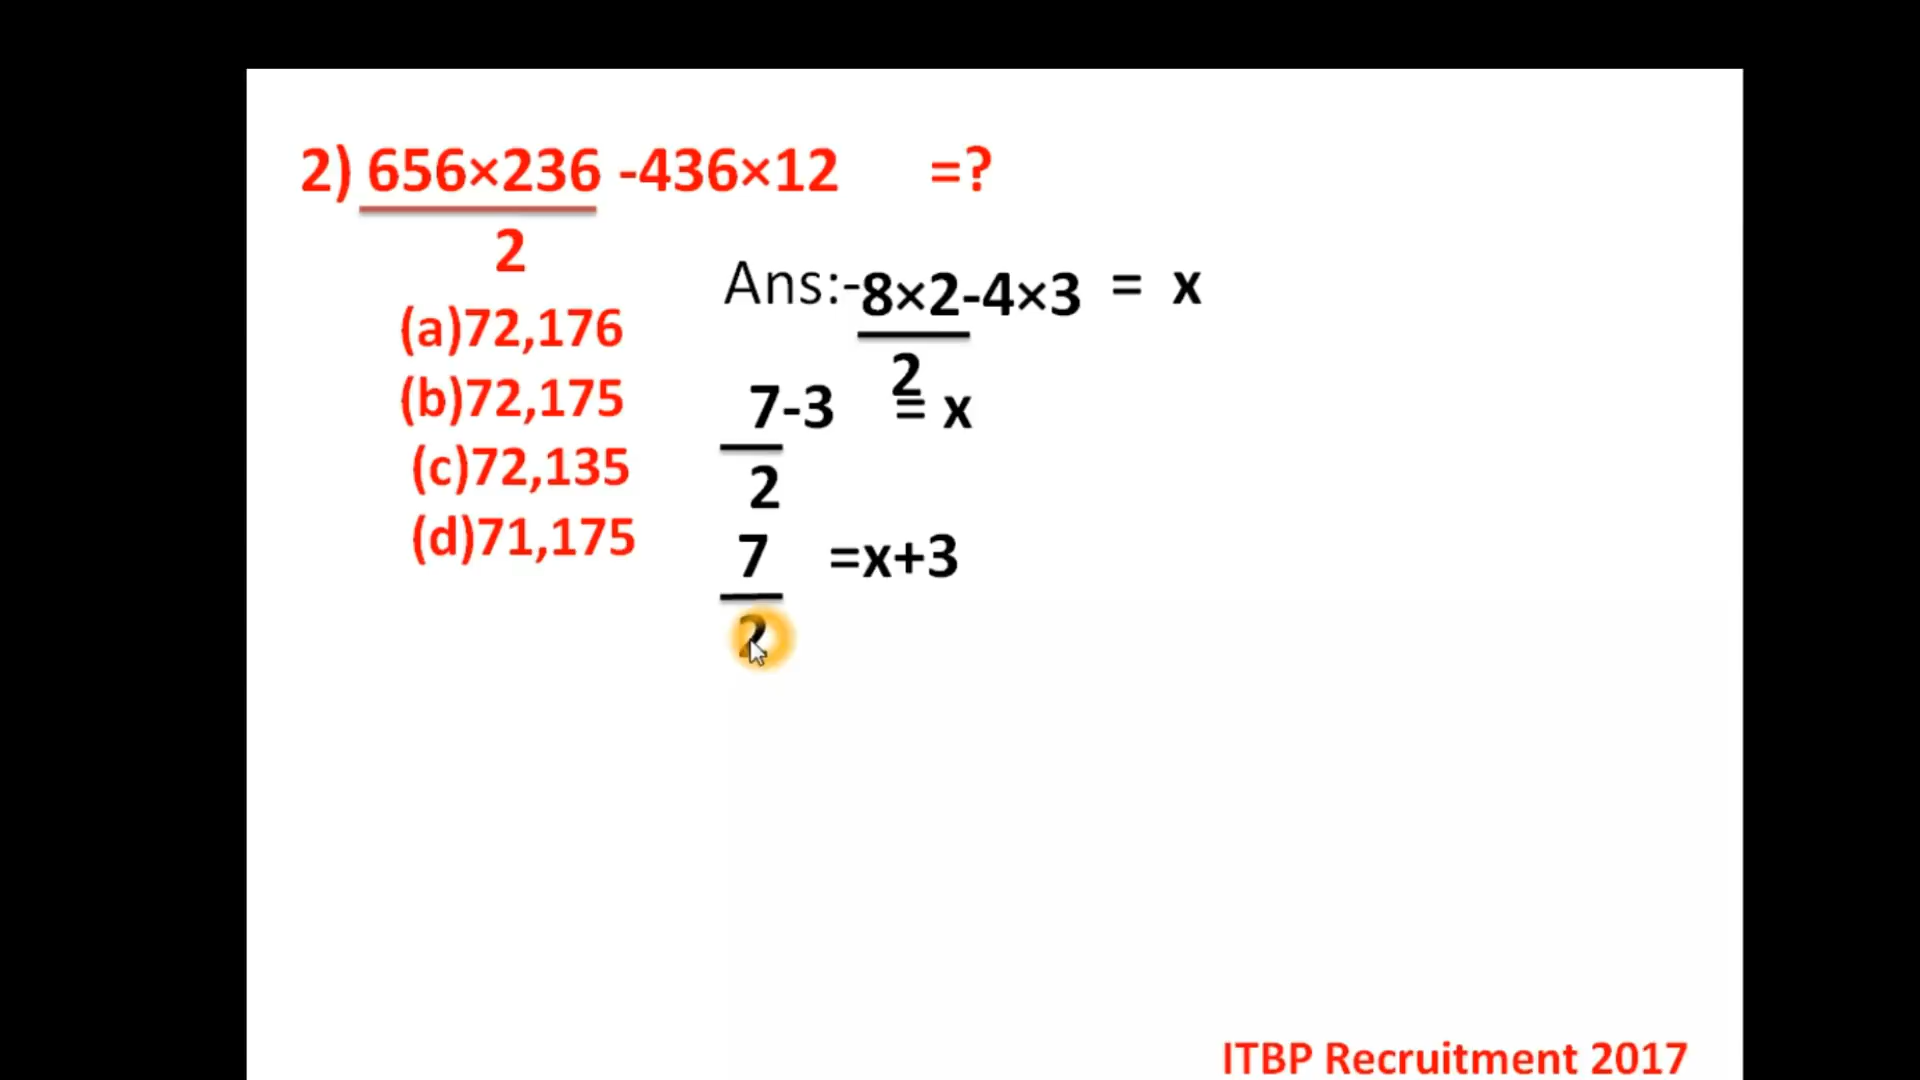 2) 656×236 -436×12 =?
2
(a)72,176
(b)72,175
(c)72,135
(d)71,175
Ans:-8×2-4×3 = x
2
7-3 = x
2
7 =x+3
2
ITBP Recruitment 2017